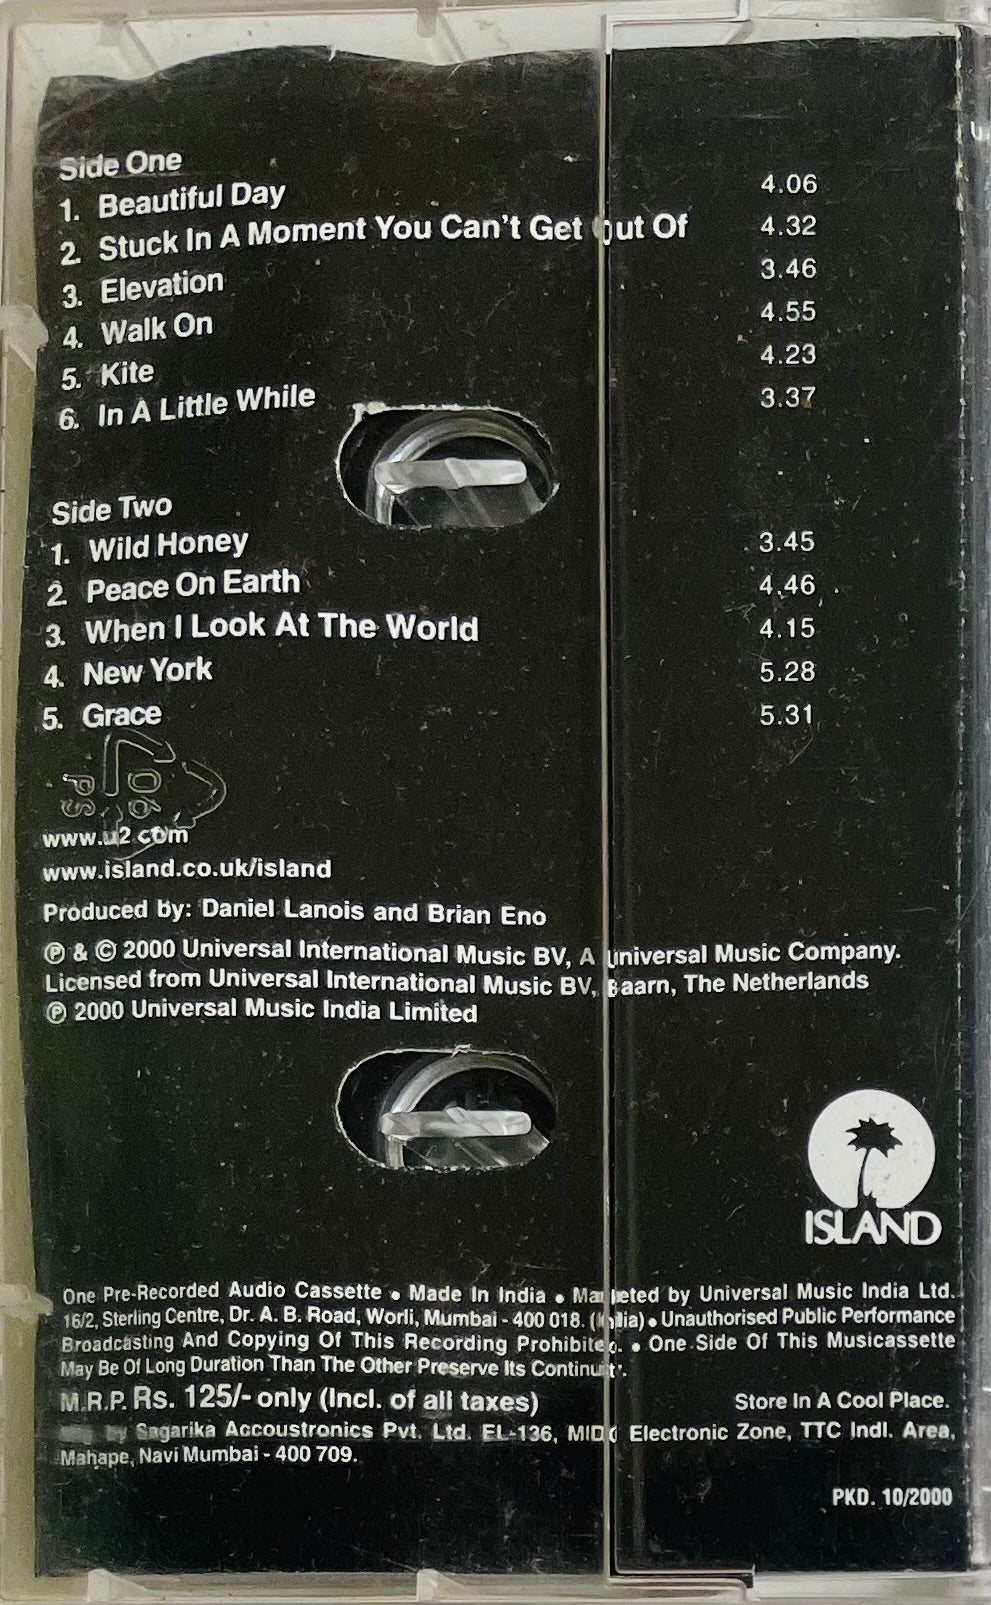 Side One
1. Beautiful Day 4.06
2. Stuck In A Moment You Can't Get Out Of 4.32
3. Elevation 3.46
4. Walk On 4.55
5. Kite 4.23
6. In A Little While 3.37
Side Two
1. Wild Honey 3.45
2. Peace On Earth 4.46
3. When I Look At The World 4.15
4. New York 5.28
5. Grace 5.31
www.u2.com
www.island.co.uk/island
Produced by: Daniel Lanois and Brian Eno
℗ & © 2000 Universal International Music BV, A Universal Music Company.
Licensed from Universal International Music BV, Baarn, The Netherlands
℗ 2000 Universal Music India Limited
ISLAND
One Pre-Recorded Audio Cassette • Made In India • Marketed by Universal Music India Ltd.
16/2, Sterling Centre, Dr. A. B. Road, Worli, Mumbai - 400 018. (India) • Unauthorised Public Performance
Broadcasting And Copying Of This Recording Prohibited. • One Side Of This Musicassette
May Be Of Long Duration Than The Other Preserve Its Continuity.
M.R.P. Rs. 125/- only (Incl. of all taxes) Store In A Cool Place.
by Sagarika Accoustronics Pvt. Ltd. EL-136, MIDC Electronic Zone, TTC Indl. Area,
Mahape, Navi Mumbai - 400 709.
PKD. 10/2000